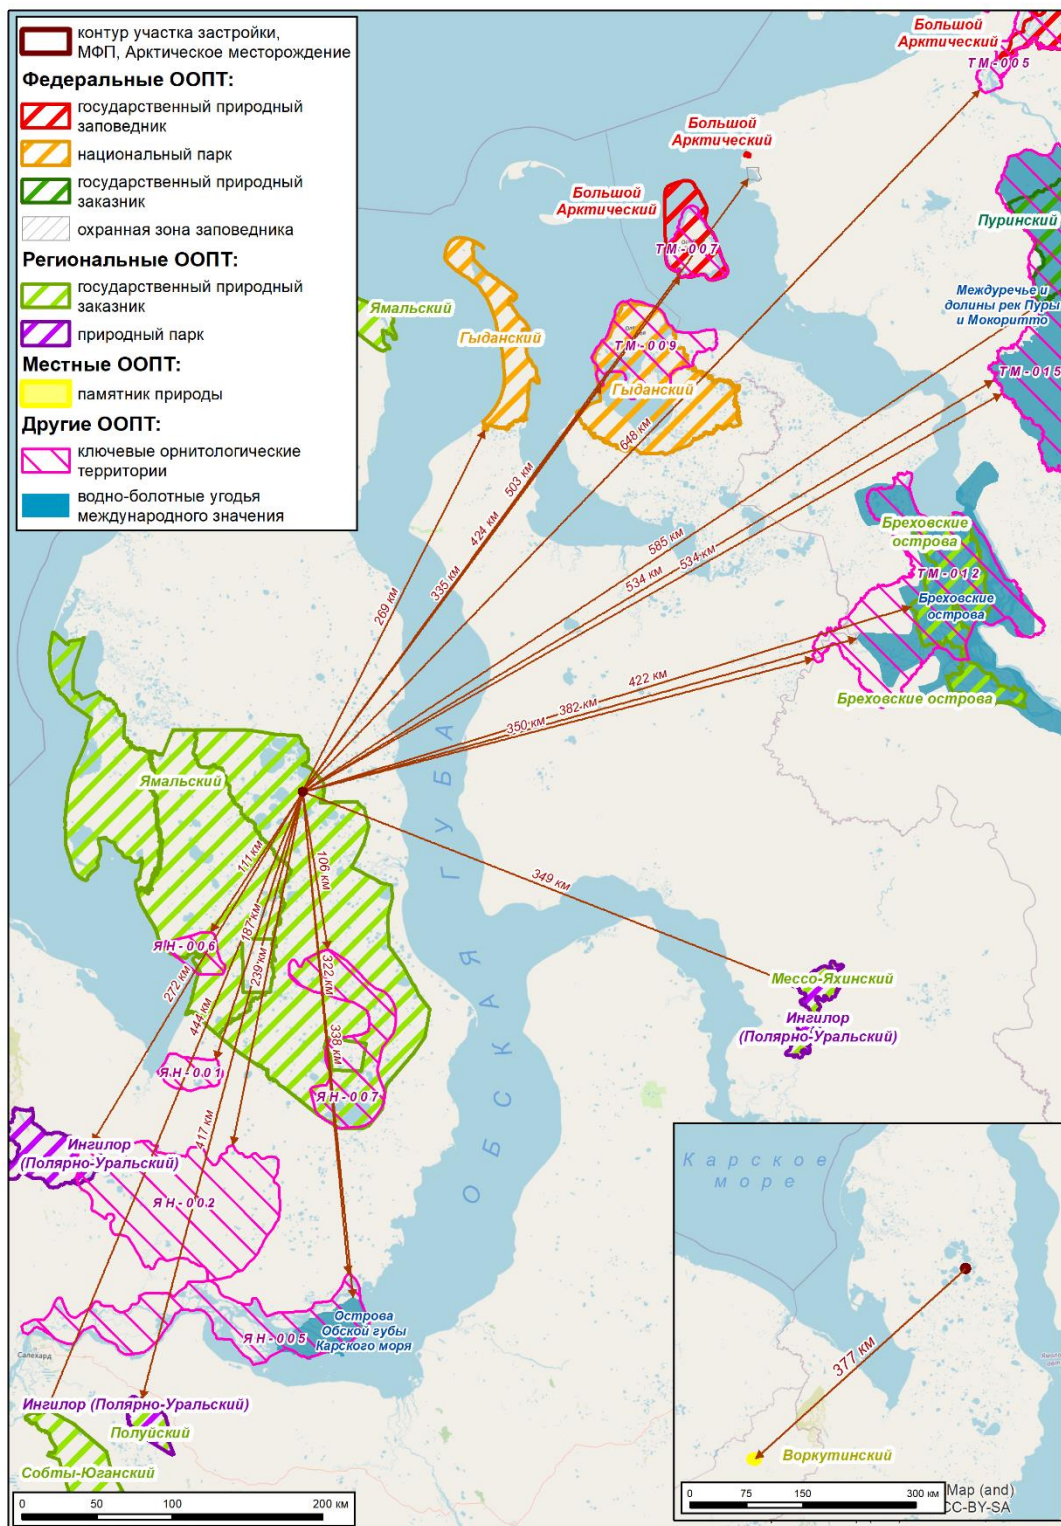 контур участка застройки,
МФП, Арктическое месторождение
Федеральные ООПТ:
государственный природный
заповедник
национальный парк
государственный природный
заказник
охранная зона заповедника
Региональные ООПТ:
государственный природный
заказник
природный парк
Местные ООПТ:
памятник природы
Другие ООПТ:
ключевые орнитологические
территории
водно-болотные угодья
международного значения
Большой
Арктический
ТМ-005
Большой
Арктический
Большой
Арктический
ТМ-007
Пуринский
Междуречье и
долины рек Пуры
и Мокоритто
ТМ-015
Ямальский
Гыданский
ТМ-009
Гыданский
648 км
503 км
424 км
335 км
269 км
585 км
534 км
534 км
Бреховские
острова
ТМ-012
Бреховские
острова
Бреховские острова
422 км
382 км
350 км
349 км
Ямальский
ОБСКАЯ ГУБА
111 км
106 км
187 км
239 км
272 км
444 км
322 км
338 км
417 км
ЯН-006
ЯН-001
ЯН-007
Мессо-Яхинский
Ингилор
(Полярно-Уральский)
Ингилор
(Полярно-Уральский)
ЯН-002
ЯН-005
Острова
Обской губы
Карского моря
Салехард
Ингилор (Полярно-Уральский)
Полуйский
Собты-Юганский
0 50 100 200 км
Карское
море
377 км
Воркутинский
0 75 150 300 км
Map (and)
CC-BY-SA